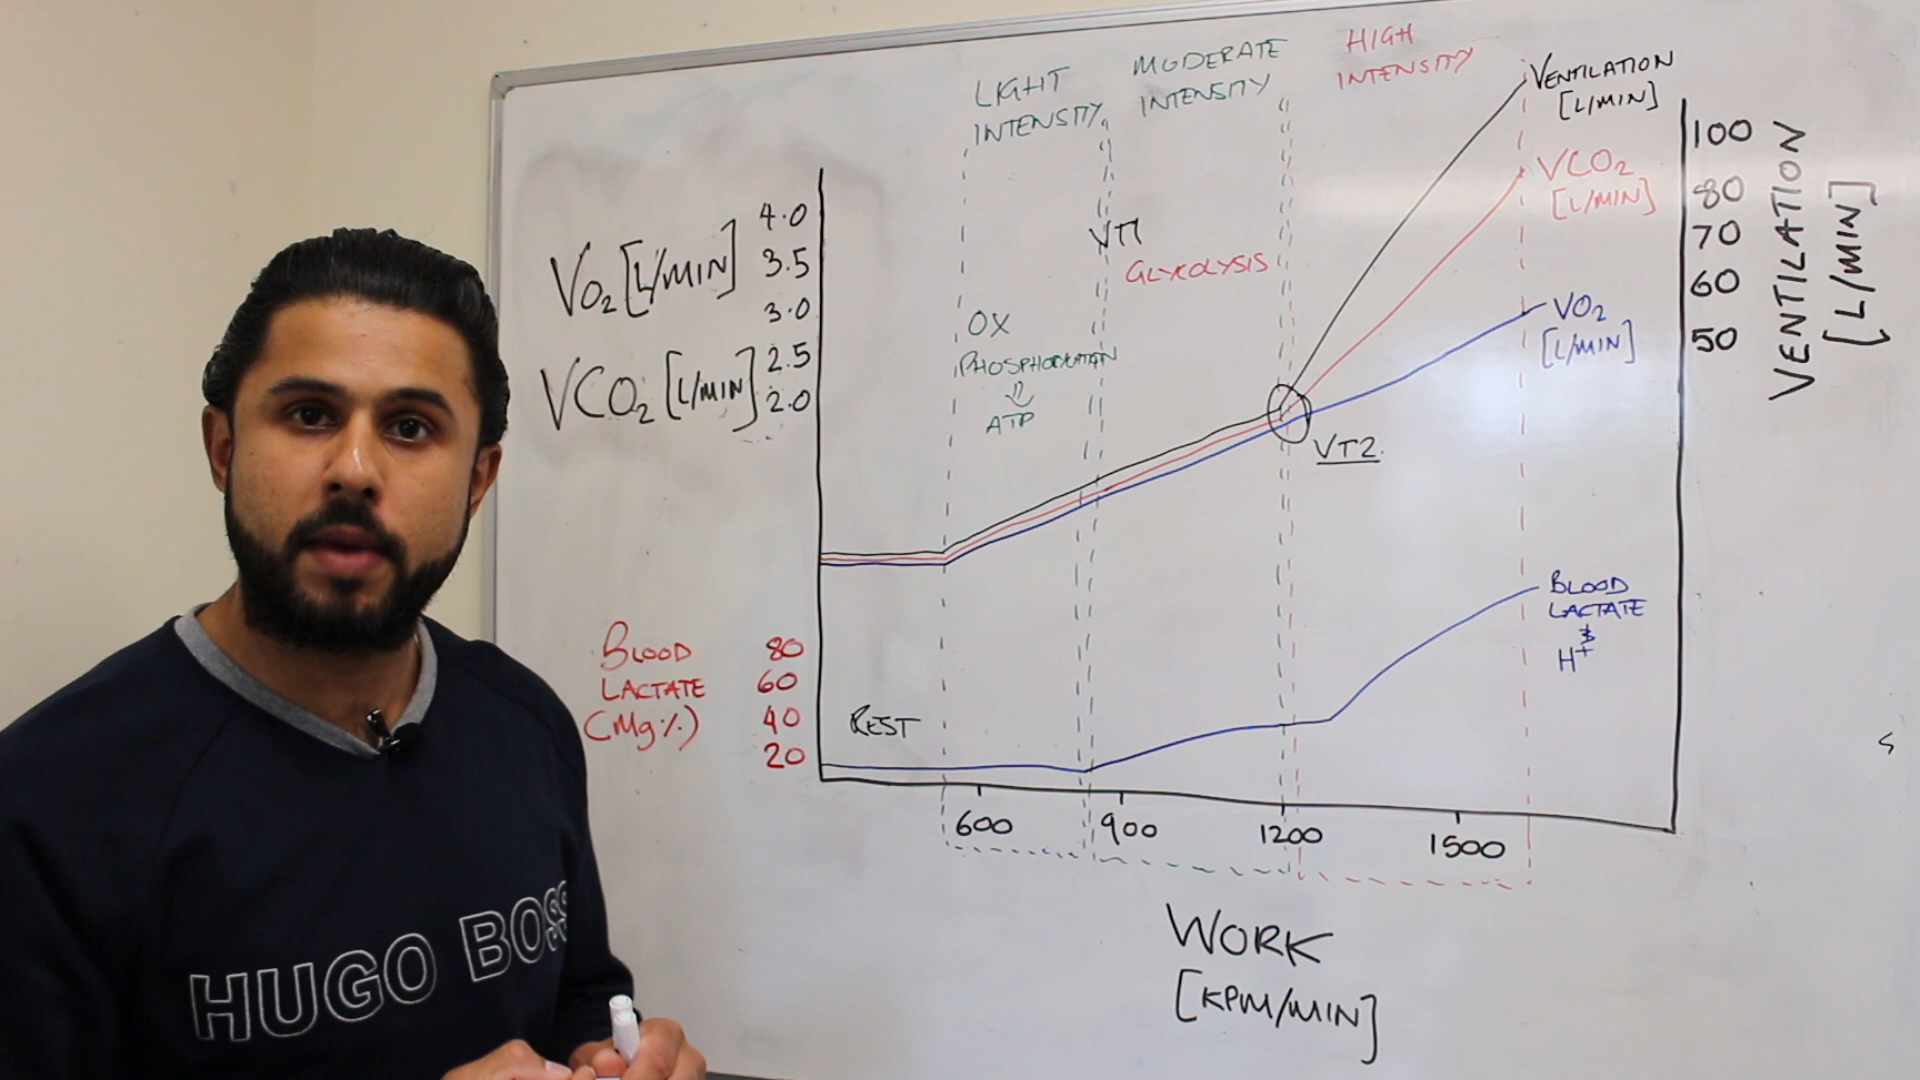 LIGHT
INTENSITY
MODERATE
INTENSITY
HIGH
INTENSITY
VENTILATION
[L/MIN]
VCO2
[L/MIN]
VO2
[L/MIN]
100
80
70
60
50
VENTILATION
[L/MIN]
VO2 [L/MIN]
VCO2 [L/MIN]
4.0
3.5
3.0
2.5
2.0
VT1
GLYCOLYSIS
OX
PHOSPHORYLATION
⇓
ATP
VT2.
BLOOD
LACTATE
(Mg%)
80
60
40
20
REST
BLOOD
LACTATE
&
H+
600
900
1200
1500
WORK
[KPM/MIN]
HUGO BOSS